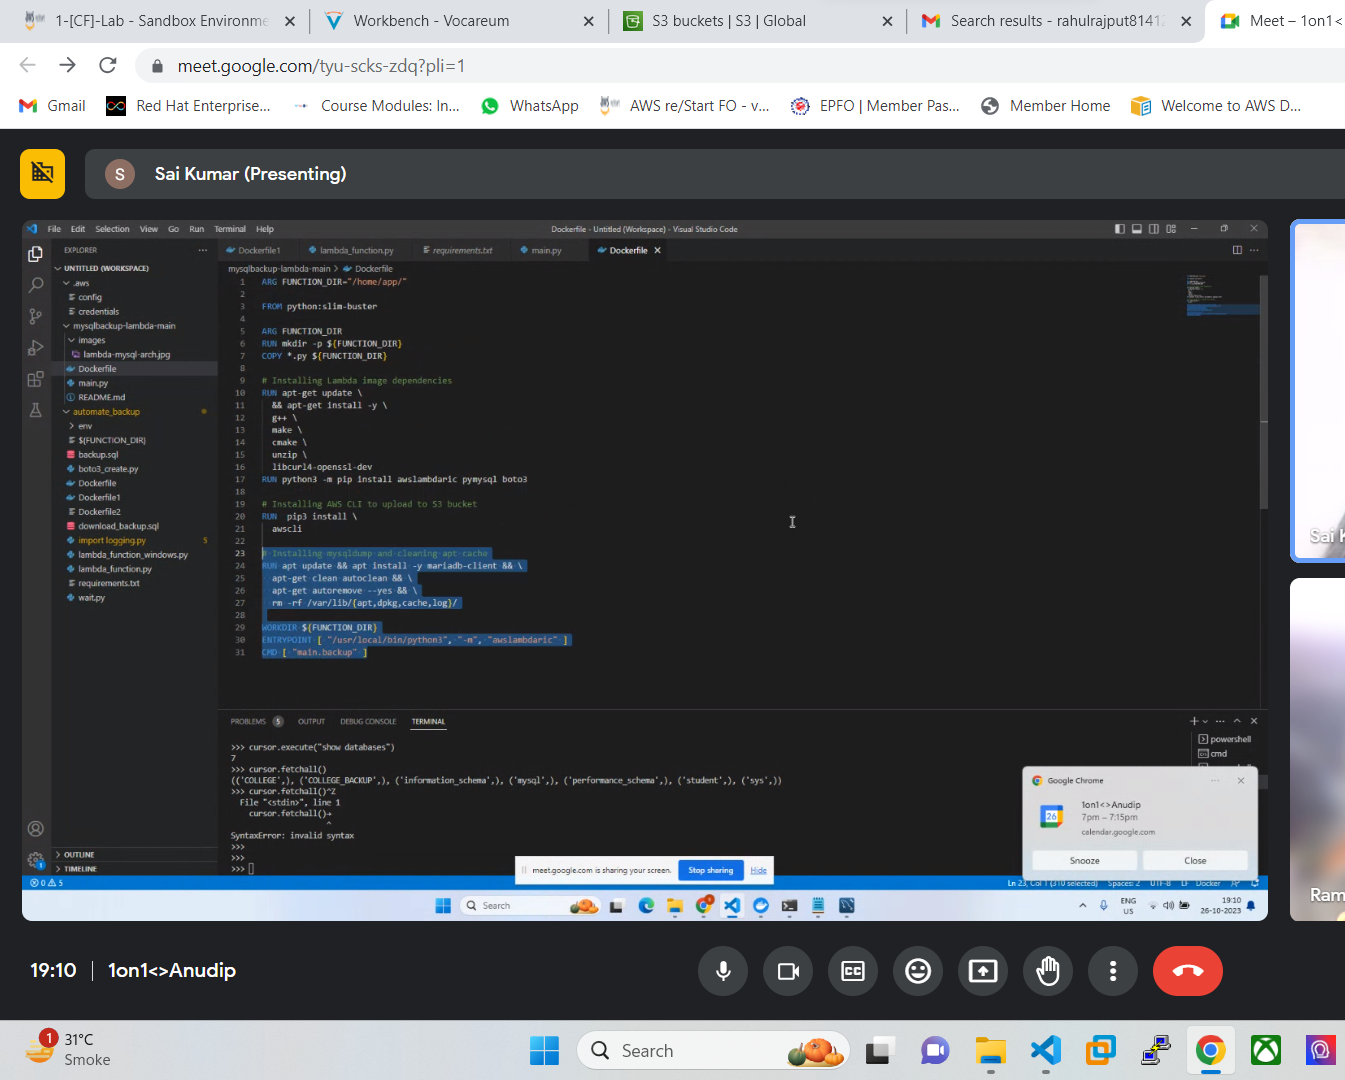 1-[CF]-Lab - Sandbox Environme
Workbench - Vocareum
S3 buckets | S3 | Global
Search results - rahulrajput8141
Meet – 1on1<
meet.google.com/tyu-scks-zdq?pli=1
Gmail
Red Hat Enterprise...
Course Modules: In...
WhatsApp
AWS re/Start FO - v...
EPFO | Member Pas...
Member Home
Welcome to AWS D...
S
Sai Kumar (Presenting)
File Edit Selection View Go Run Terminal Help
Dockerfile - Untitled (Workspace) - Visual Studio Code
EXPLORER
UNTITLED (WORKSPACE)
.aws
config
credentials
mysqlbackup-lambda-main
images
lambda-mysql-arch.jpg
Dockerfile
main.py
README.md
automate_backup
env
${FUNCTION_DIR}
backup.sql
boto3_create.py
Dockerfile
Dockerfile1
Dockerfile2
download_backup.sql
import logging.py 5
lambda_function_windows.py
lambda_function.py
requirements.txt
wait.py
OUTLINE
TIMELINE
Dockerfile1
lambda_function.py
requirements.txt
main.py
Dockerfile
mysqlbackup-lambda-main > Dockerfile
1 ARG FUNCTION_DIR="/home/app/"
2
3 FROM python:slim-buster
4
5 ARG FUNCTION_DIR
6 RUN mkdir -p ${FUNCTION_DIR}
7 COPY *.py ${FUNCTION_DIR}
8
9 # Installing Lambda image dependencies
10 RUN apt-get update \
11 && apt-get install -y \
12 g++ \
13 make \
14 cmake \
15 unzip \
16 libcurl4-openssl-dev
17 RUN python3 -m pip install awslambdaric pymysql boto3
18
19 # Installing AWS CLI to upload to S3 bucket
20 RUN pip3 install \
21 awscli
22
23 # Installing mysqldump and cleaning apt cache
24 RUN apt update && apt install -y mariadb-client && \
25 apt-get clean autoclean && \
26 apt-get autoremove --yes && \
27 rm -rf /var/lib/{apt,dpkg,cache,log}/
28
29 WORKDIR ${FUNCTION_DIR}
30 ENTRYPOINT [ "/usr/local/bin/python3", "-m", "awslambdaric" ]
31 CMD [ "main.backup" ]
PROBLEMS 5 OUTPUT DEBUG CONSOLE TERMINAL
powershell
cmd
>>> cursor.execute("show databases")
7
>>> cursor.fetchall()
(('COLLEGE',), ('COLLEGE_BACKUP',), ('information_schema',), ('mysql',), ('performance_schema',), ('student',), ('sys',))
>>> cursor.fetchall()^Z
File "<stdin>", line 1
cursor.fetchall()+
^
SyntaxError: invalid syntax
>>>
>>>
>>>
Google Chrome
26
1on1<>Anudip
7pm – 7:15pm
calendar.google.com
Snooze
Close
meet.google.com is sharing your screen.
Stop sharing
Hide
0 5
Ln 23, Col 1 (310 selected) Spaces: 2 UTF-8 LF Docker
Search
ENG
US
19:10
26-10-2023
Sai K
Ram
19:10 | 1on1<>Anudip
CC
1
31°C
Smoke
Search